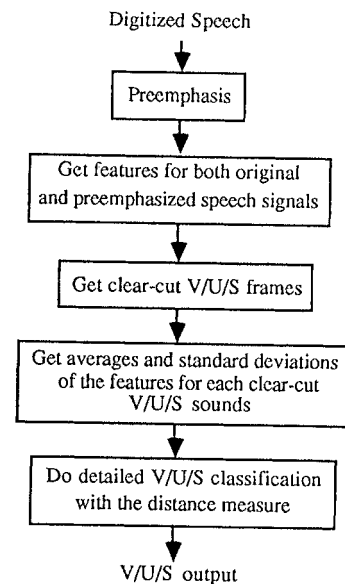 Digitized Speech
Preemphasis
Get features for both original
and preemphasized speech signals
Get clear-cut V/U/S frames
Get averages and standard deviations
of the features for each clear-cut
V/U/S sounds
Do detailed V/U/S classification
with the distance measure
V/U/S output